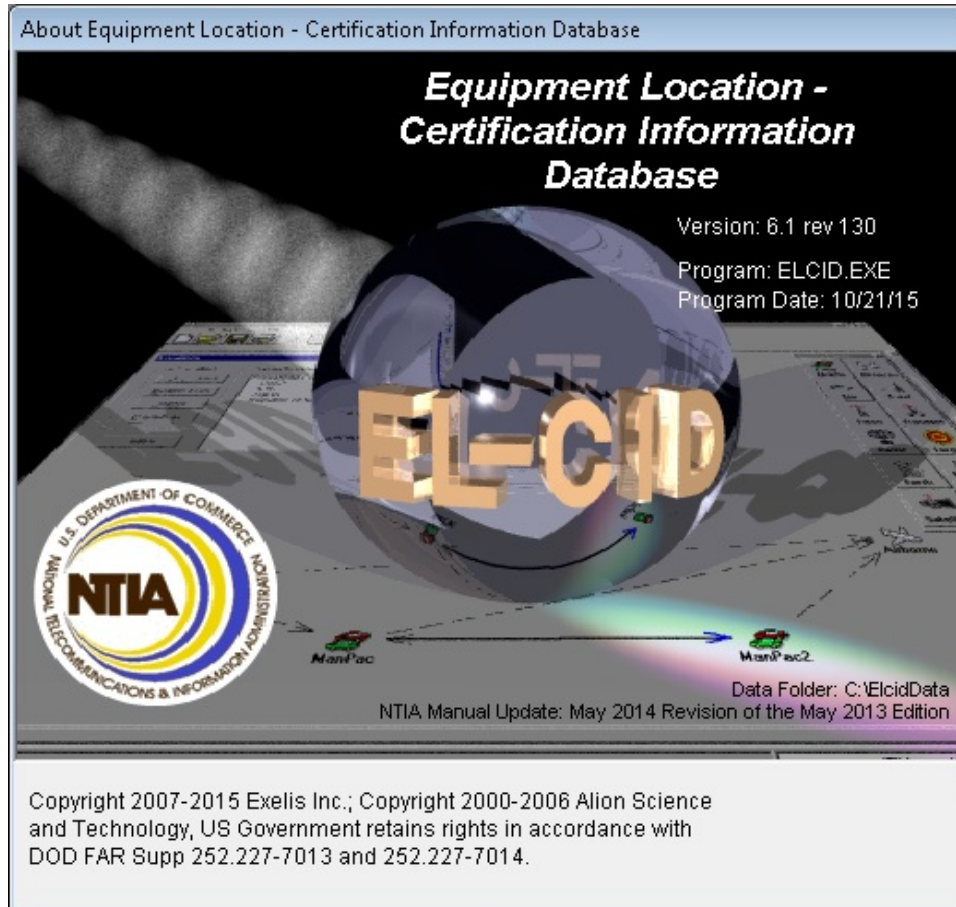 About Equipment Location - Certification Information Database
Equipment Location -
Certification Information
Database
Version: 6.1 rev 130
Program: ELCID.EXE
Program Date: 10/21/15
EL-CID
U.S. DEPARTMENT OF COMMERCE
NTIA
NATIONAL TELECOMMUNICATIONS & INFORMATION ADMINISTRATION
Airborne
ManPac
ManPac2
Data Folder: C:\ElcidData
NTIA Manual Update: May 2014 Revision of the May 2013 Edition
Copyright 2007-2015 Exelis Inc.; Copyright 2000-2006 Alion Science
and Technology, US Government retains rights in accordance with
DOD FAR Supp 252.227-7013 and 252.227-7014.